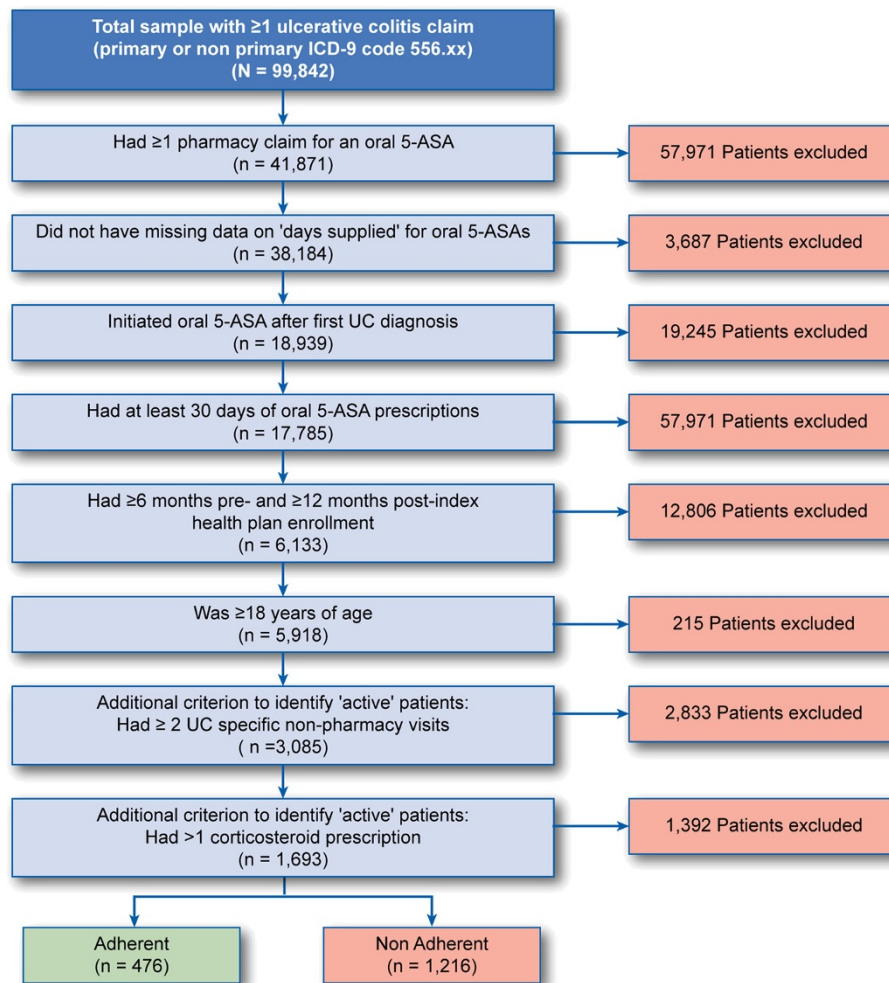 Total sample with ≥1 ulcerative colitis claim
(primary or non primary ICD-9 code 556.xx)
(N = 99,842)
Had ≥1 pharmacy claim for an oral 5-ASA
(n = 41,871)
57,971 Patients excluded
Did not have missing data on 'days supplied' for oral 5-ASAs
(n = 38,184)
3,687 Patients excluded
Initiated oral 5-ASA after first UC diagnosis
(n = 18,939)
19,245 Patients excluded
Had at least 30 days of oral 5-ASA prescriptions
(n = 17,785)
57,971 Patients excluded
Had ≥6 months pre- and ≥12 months post-index
health plan enrollment
(n = 6,133)
12,806 Patients excluded
Was ≥18 years of age
(n = 5,918)
215 Patients excluded
Additional criterion to identify 'active' patients:
Had ≥ 2 UC specific non-pharmacy visits
( n =3,085)
2,833 Patients excluded
Additional criterion to identify 'active' patients:
Had >1 corticosteroid prescription
(n = 1,693)
1,392 Patients excluded
Adherent
(n = 476)
Non Adherent
(n = 1,216)